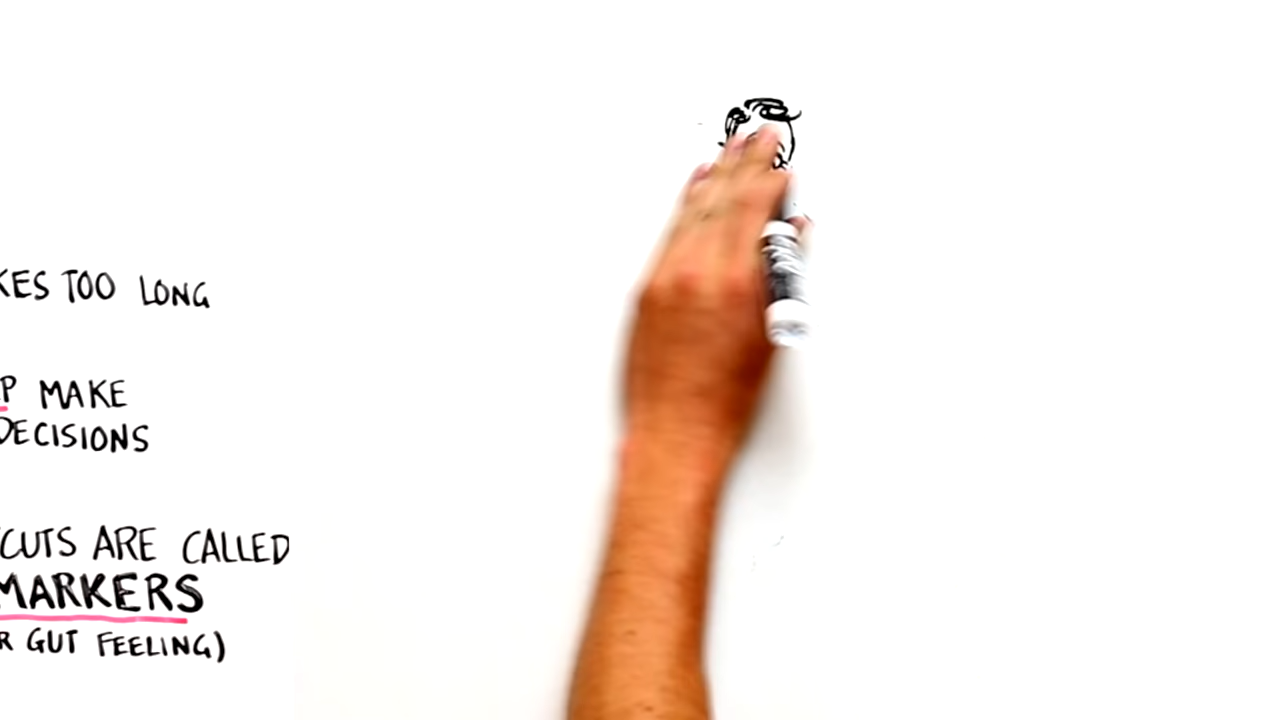 KES TOO LONG
P MAKE
DECISIONS
CUTS ARE CALLED
MARKERS
R GUT FEELING)